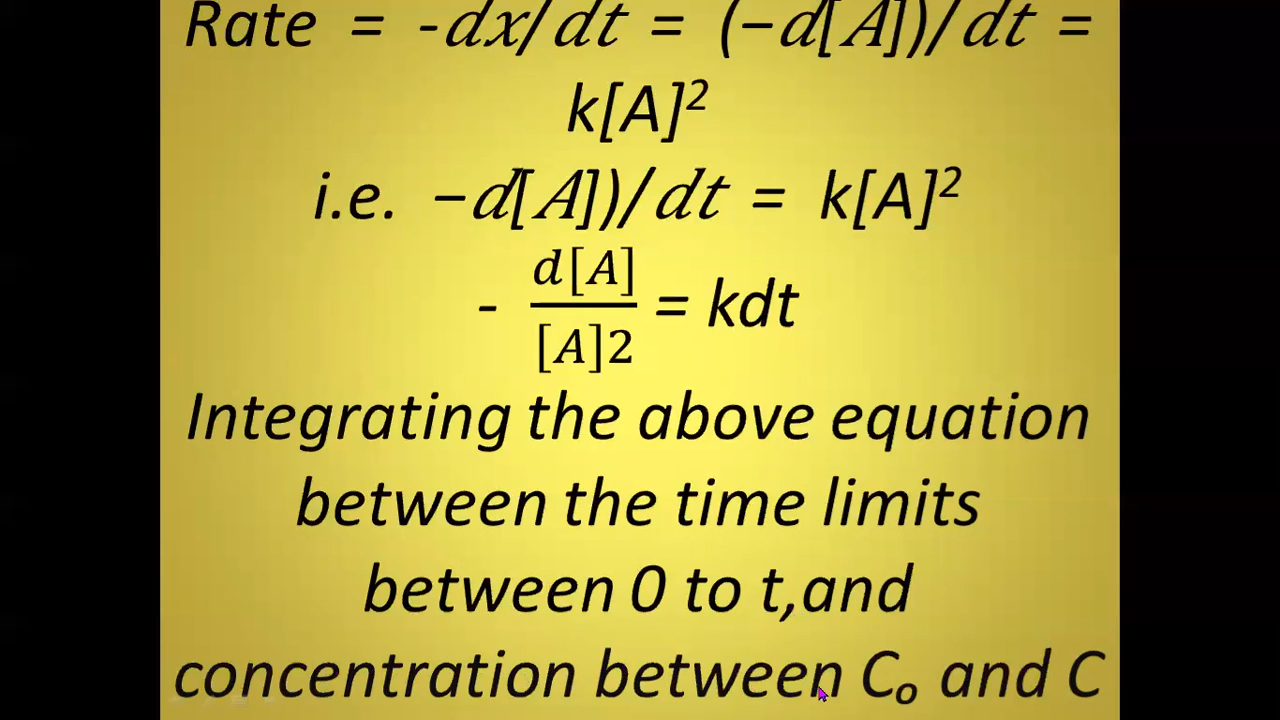 Rate = -dx/dt = (−d[A])/dt =
k[A]²
i.e. −d[A])/dt = k[A]²
- d[A]/[A]2 = kdt
Integrating the above equation
between the time limits
between 0 to t,and
concentration between C₀ and C